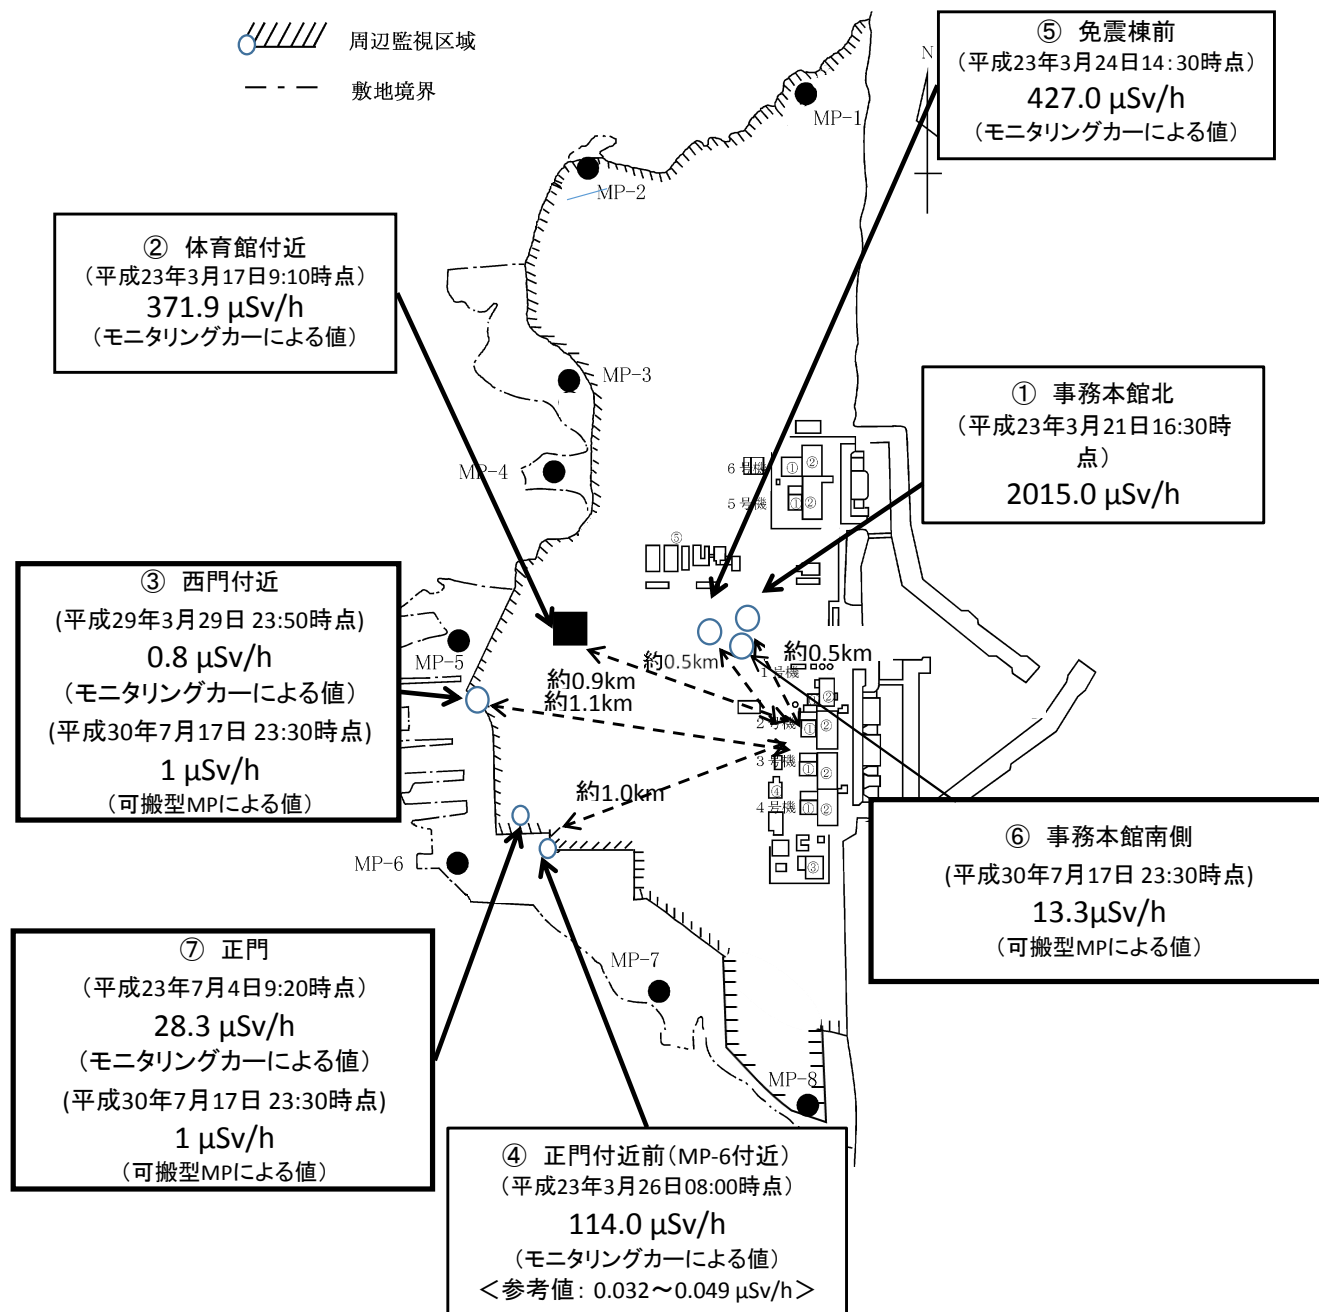 周辺監視区域
敷地境界
⑤ 免震棟前
(平成23年3月24日14:30時点)
427.0 μSv/h
(モニタリングカーによる値)
N
MP-1
MP-2
② 体育館付近
(平成23年3月17日9:10時点)
371.9 μSv/h
(モニタリングカーによる値)
MP-3
① 事務本館北
(平成23年3月21日16:30時
点)
2015.0 μSv/h
MP-4
6号機
① ②
5号機
① ②
⑤
③ 西門付近
(平成29年3月29日 23:50時点)
0.8 μSv/h
(モニタリングカーによる値)
(平成30年7月17日 23:30時点)
1 μSv/h
(可搬型MPによる値)
MP-5
約0.5km
約0.5km
約0.9km
約1.1km
1号機
②
2号機
① ②
3号機
① ②
④
4号機
① ②
③
約1.0km
MP-6
⑥ 事務本館南側
(平成30年7月17日 23:30時点)
13.3μSv/h
(可搬型MPによる値)
⑦ 正門
(平成23年7月4日9:20時点)
28.3 μSv/h
(モニタリングカーによる値)
(平成30年7月17日 23:30時点)
1 μSv/h
(可搬型MPによる値)
MP-7
MP-8
④ 正門付近前(MP-6付近)
(平成23年3月26日08:00時点)
114.0 μSv/h
(モニタリングカーによる値)
<参考値: 0.032~0.049 μSv/h>